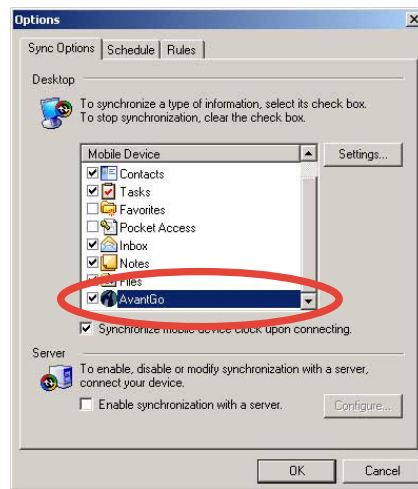 Options
Sync Options Schedule Rules
Desktop
To synchronize a type of information, select its check box.
To stop synchronization, clear the check box.
Mobile Device
Settings...
Contacts
Tasks
Favorites
Pocket Access
Inbox
Notes
Files
AvantGo
Synchronize mobile device clock upon connecting.
Server
To enable, disable or modify synchronization with a server,
connect your device.
Enable synchronization with a server.
Configure...
OK Cancel